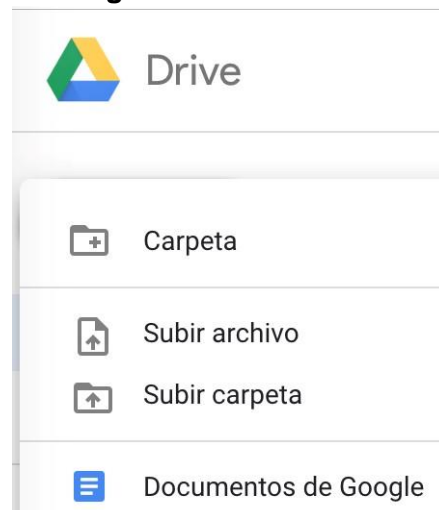 Drive
Carpeta
Subir archivo
Subir carpeta
Documentos de Google